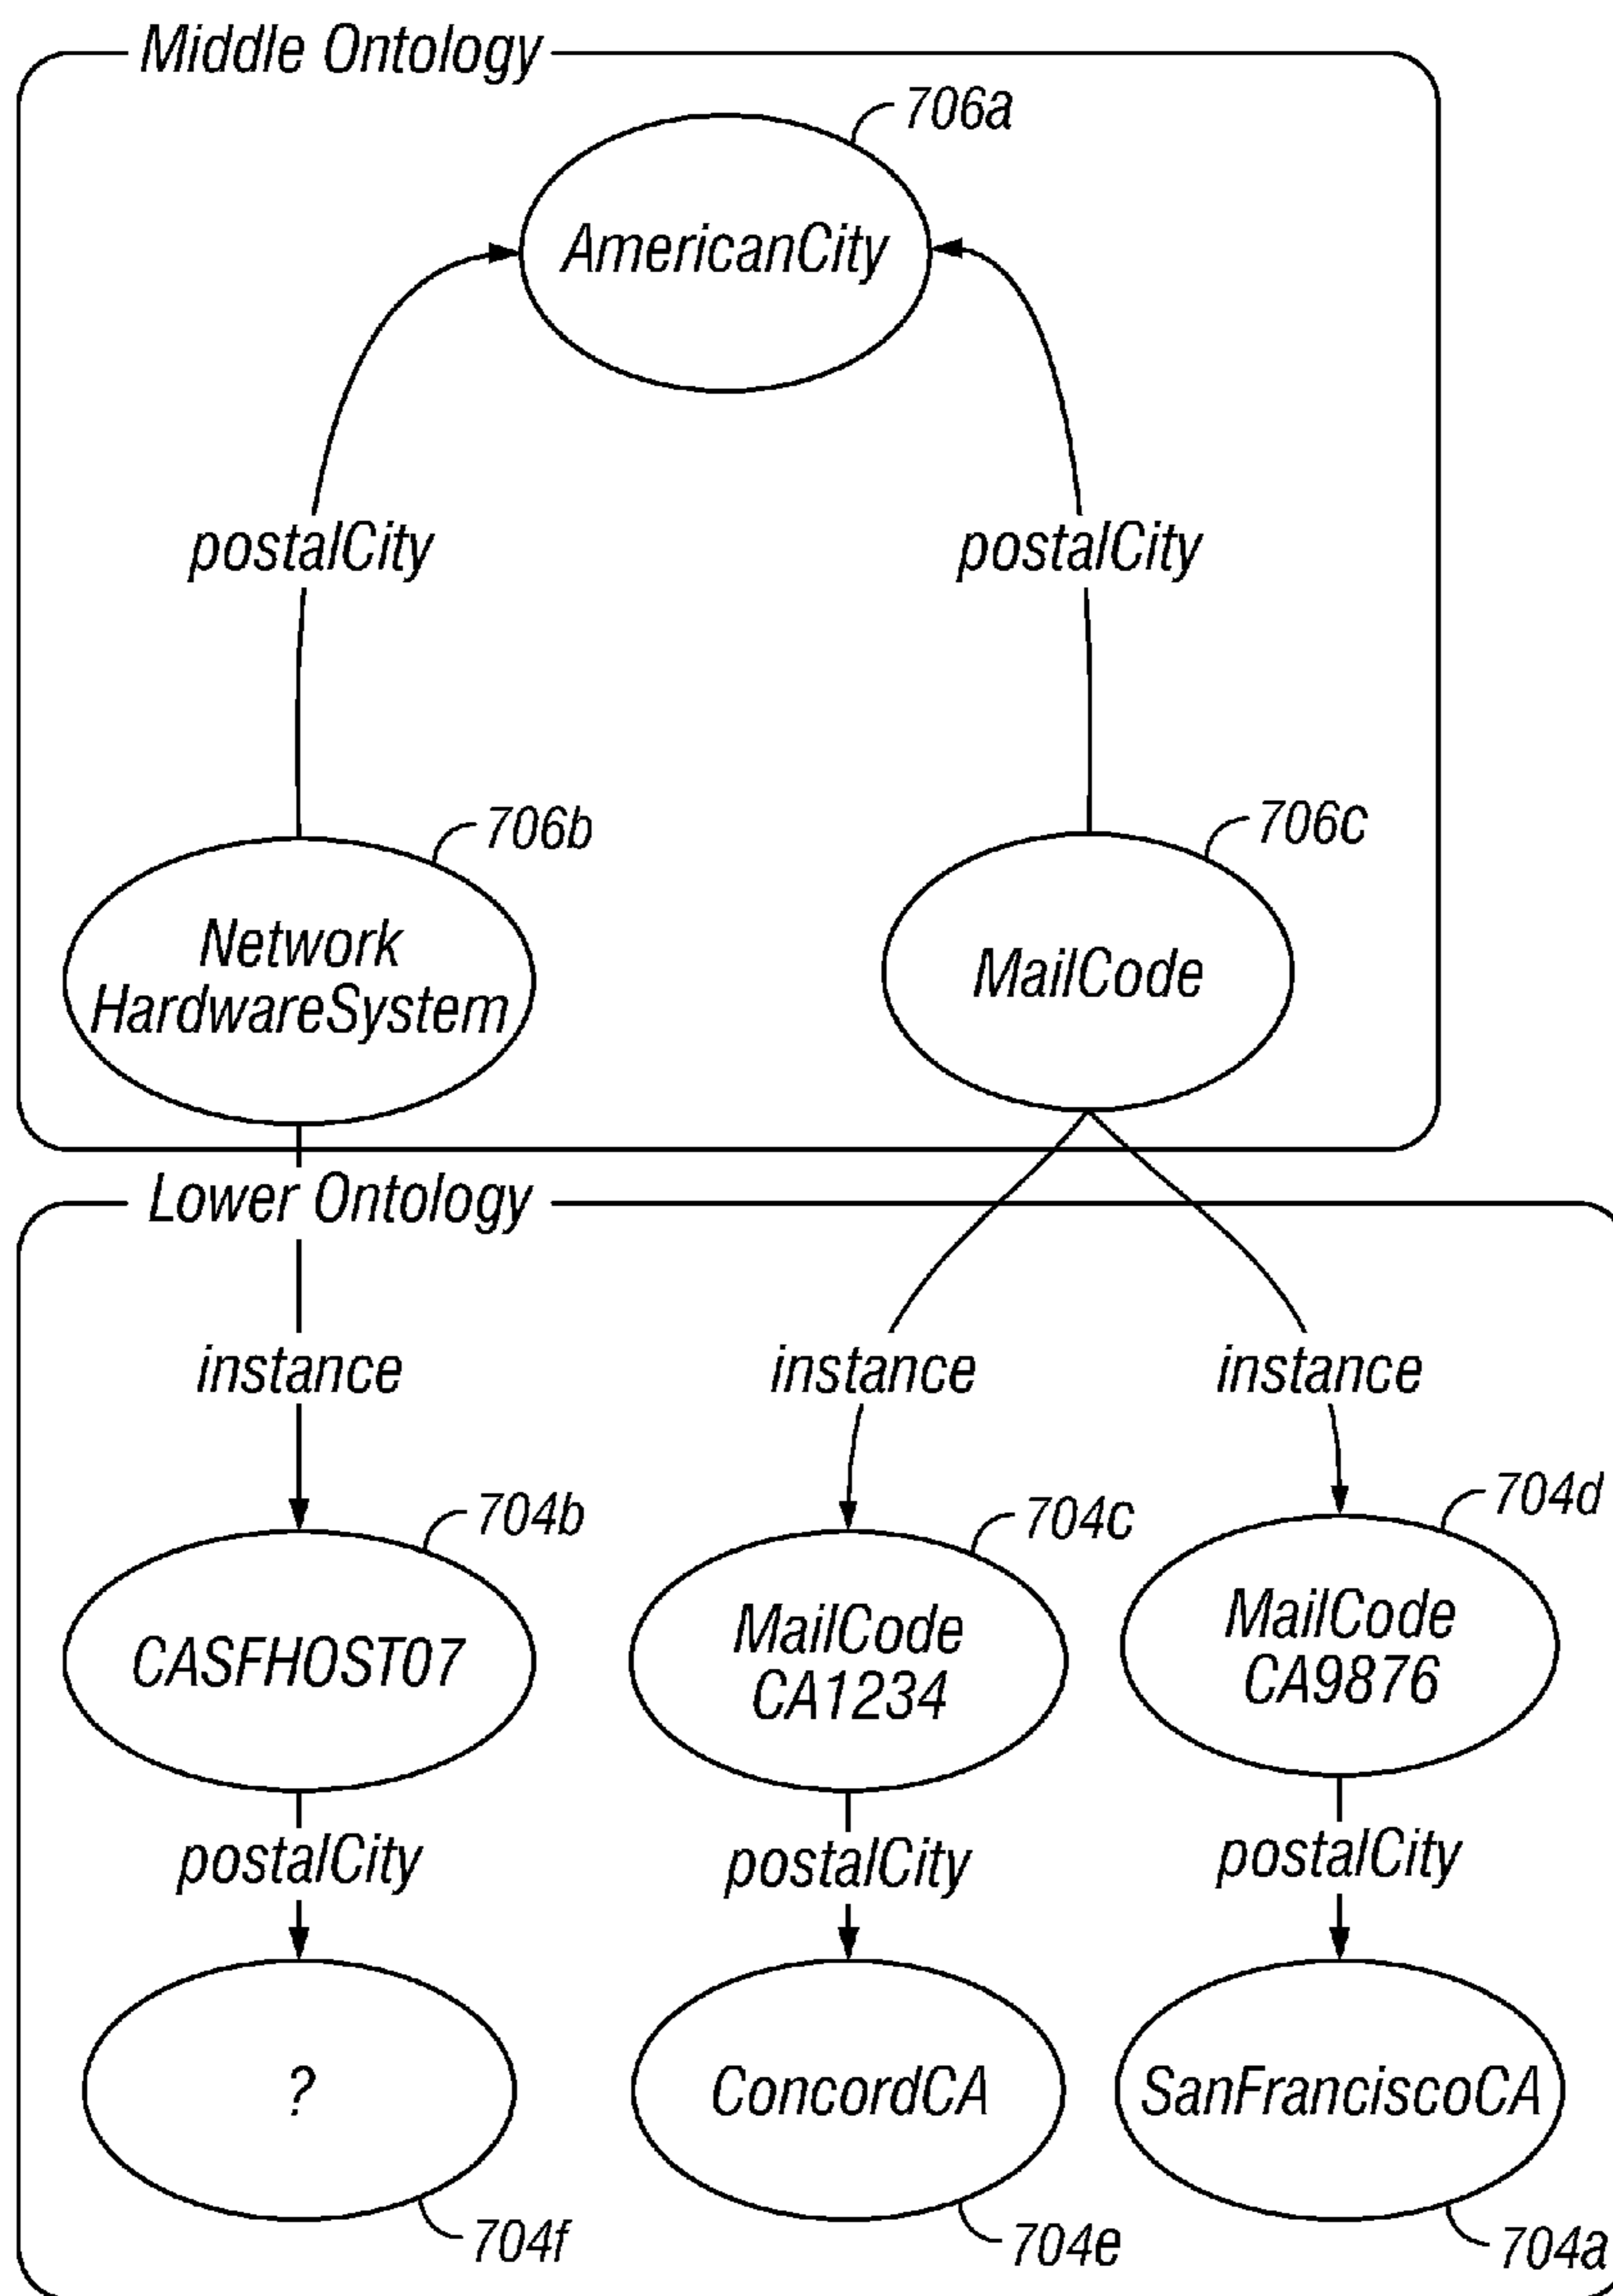 Middle Ontology
706a
AmericanCity
postalCity
postalCity
706b
706c
Network
HardwareSystem
MailCode
Lower Ontology
instance
instance
instance
704b
704c
704d
CASFHOST07
MailCode
CA1234
MailCode
CA9876
postalCity
postalCity
postalCity
?
ConcordCA
SanFranciscoCA
704f
704e
704a